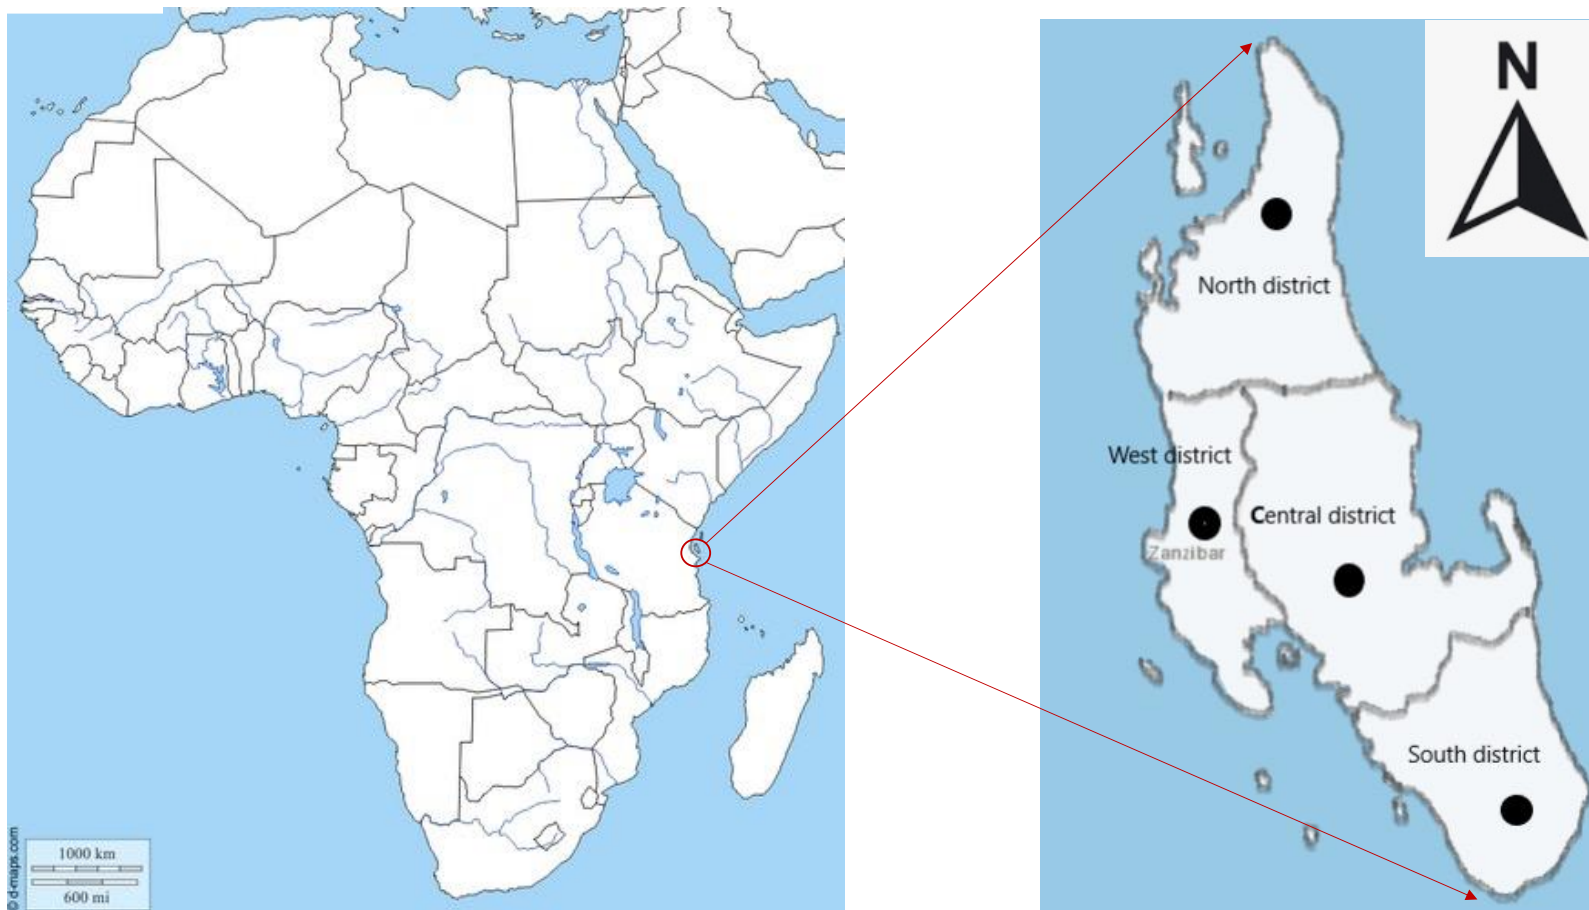 N
North district
West district
Central district
Zanzibar
South district
1000 km
600 mi
© d-maps.com